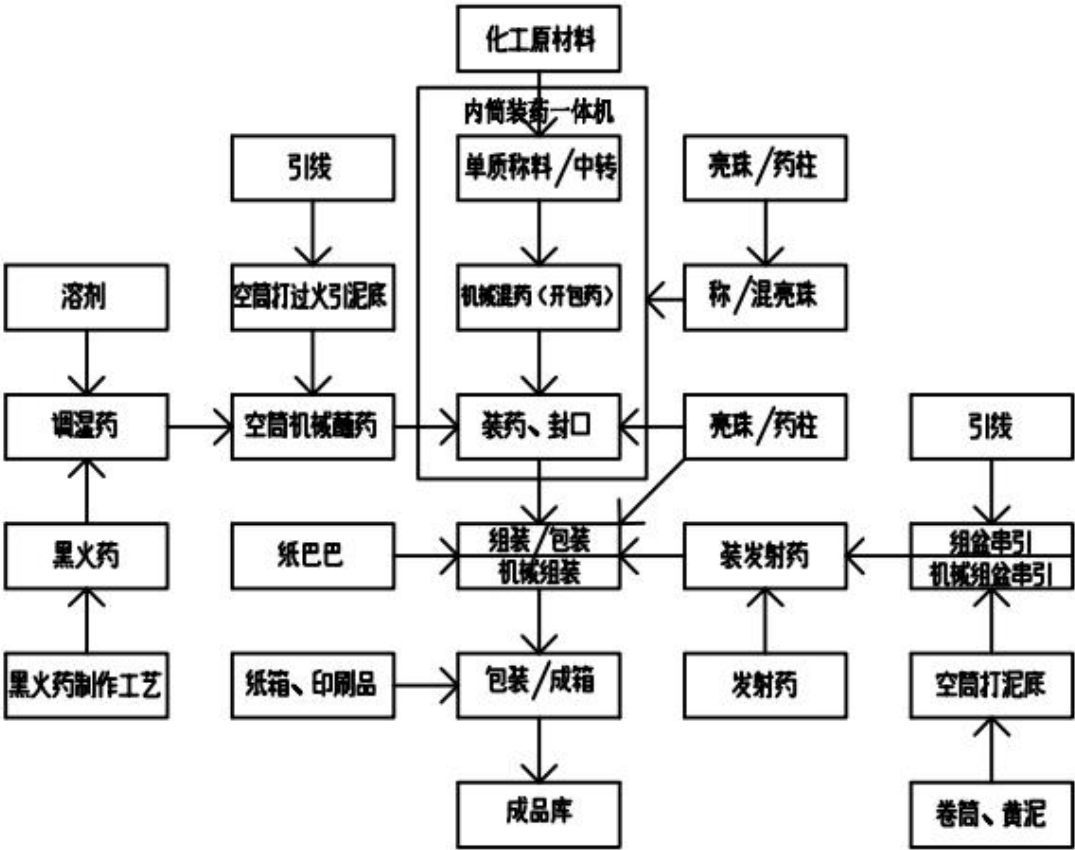 化工原材料
内筒装药一体机
引线
单质称料/中转
亮珠/药柱
溶剂
空筒打过火引泥底
机械混药(开包药)
称/混亮珠
调湿药
空筒机械蘸药
装药、封口
亮珠/药柱
引线
黑火药
纸巴巴
组装/包装
机械组装
装发射药
组盆串引
机械组盆串引
黑火药制作工艺
纸箱、印刷品
包装/成箱
发射药
空筒打泥底
成品库
卷筒、黄泥